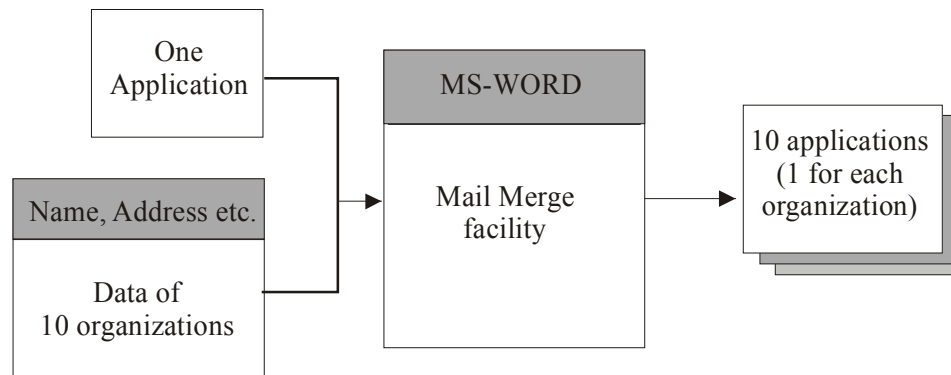 One
Application
Name, Address etc.
Data of
10 organizations
MS-WORD
Mail Merge
facility
10 applications
(1 for each
organization)